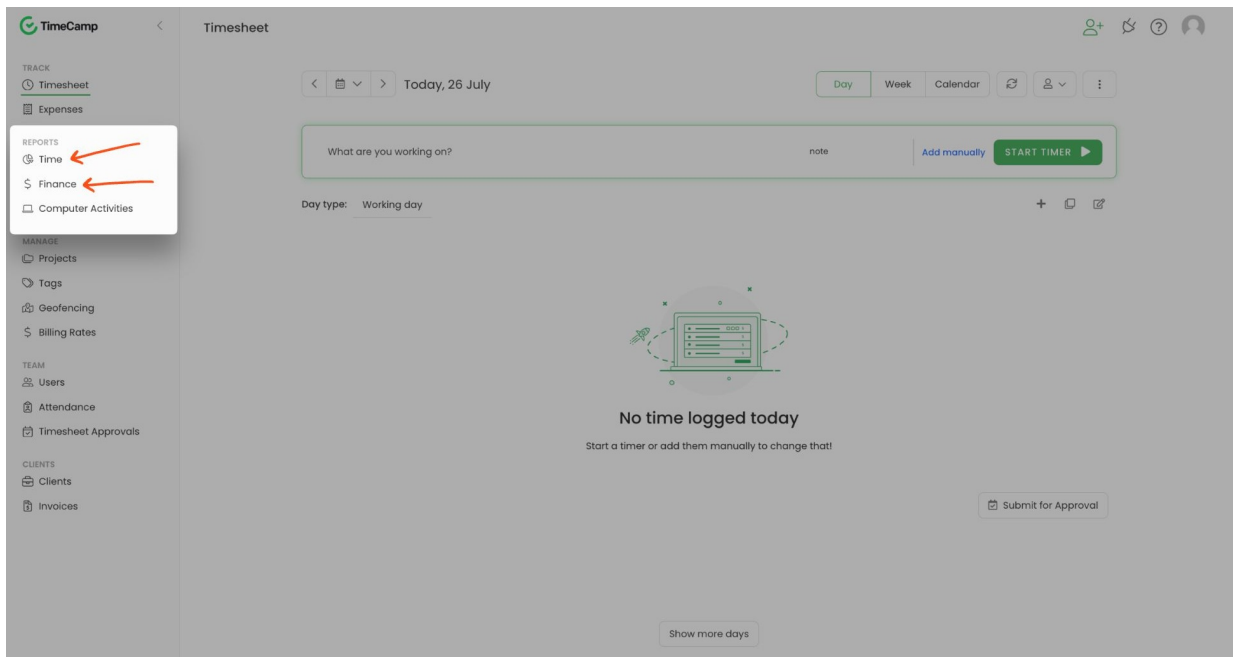 TimeCamp
Timesheet
TRACK
Timesheet
Expenses
REPORTS
Time
Finance
Computer Activities
MANAGE
Projects
Tags
Geofencing
Billing Rates
TEAM
Users
Attendance
Timesheet Approvals
CLIENTS
Clients
Invoices
Today, 26 July
Day Week Calendar
What are you working on? note Add manually START TIMER
Day type: Working day
No time logged today
Start a timer or add them manually to change that!
Submit for Approval
Show more days